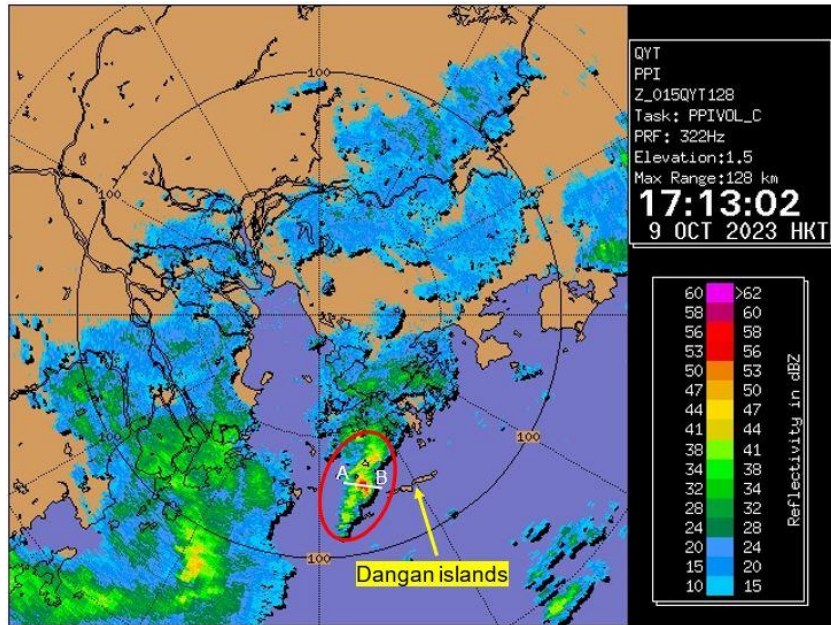 QYT
PPI
Z_015QYT128
Task: PPIVOL_C
PRF: 322Hz
Elevation:1.5
Max Range:128 km
17:13:02
9 OCT 2023 HKT
100
100
100
100
100
100
A B
Dangan islands
60 >62
58 60
56 58
53 56
50 53
47 50
44 47
41 44
38 41
34 38
32 34
28 32
24 28
20 24
15 20
10 15
Reflectivity in dBZ